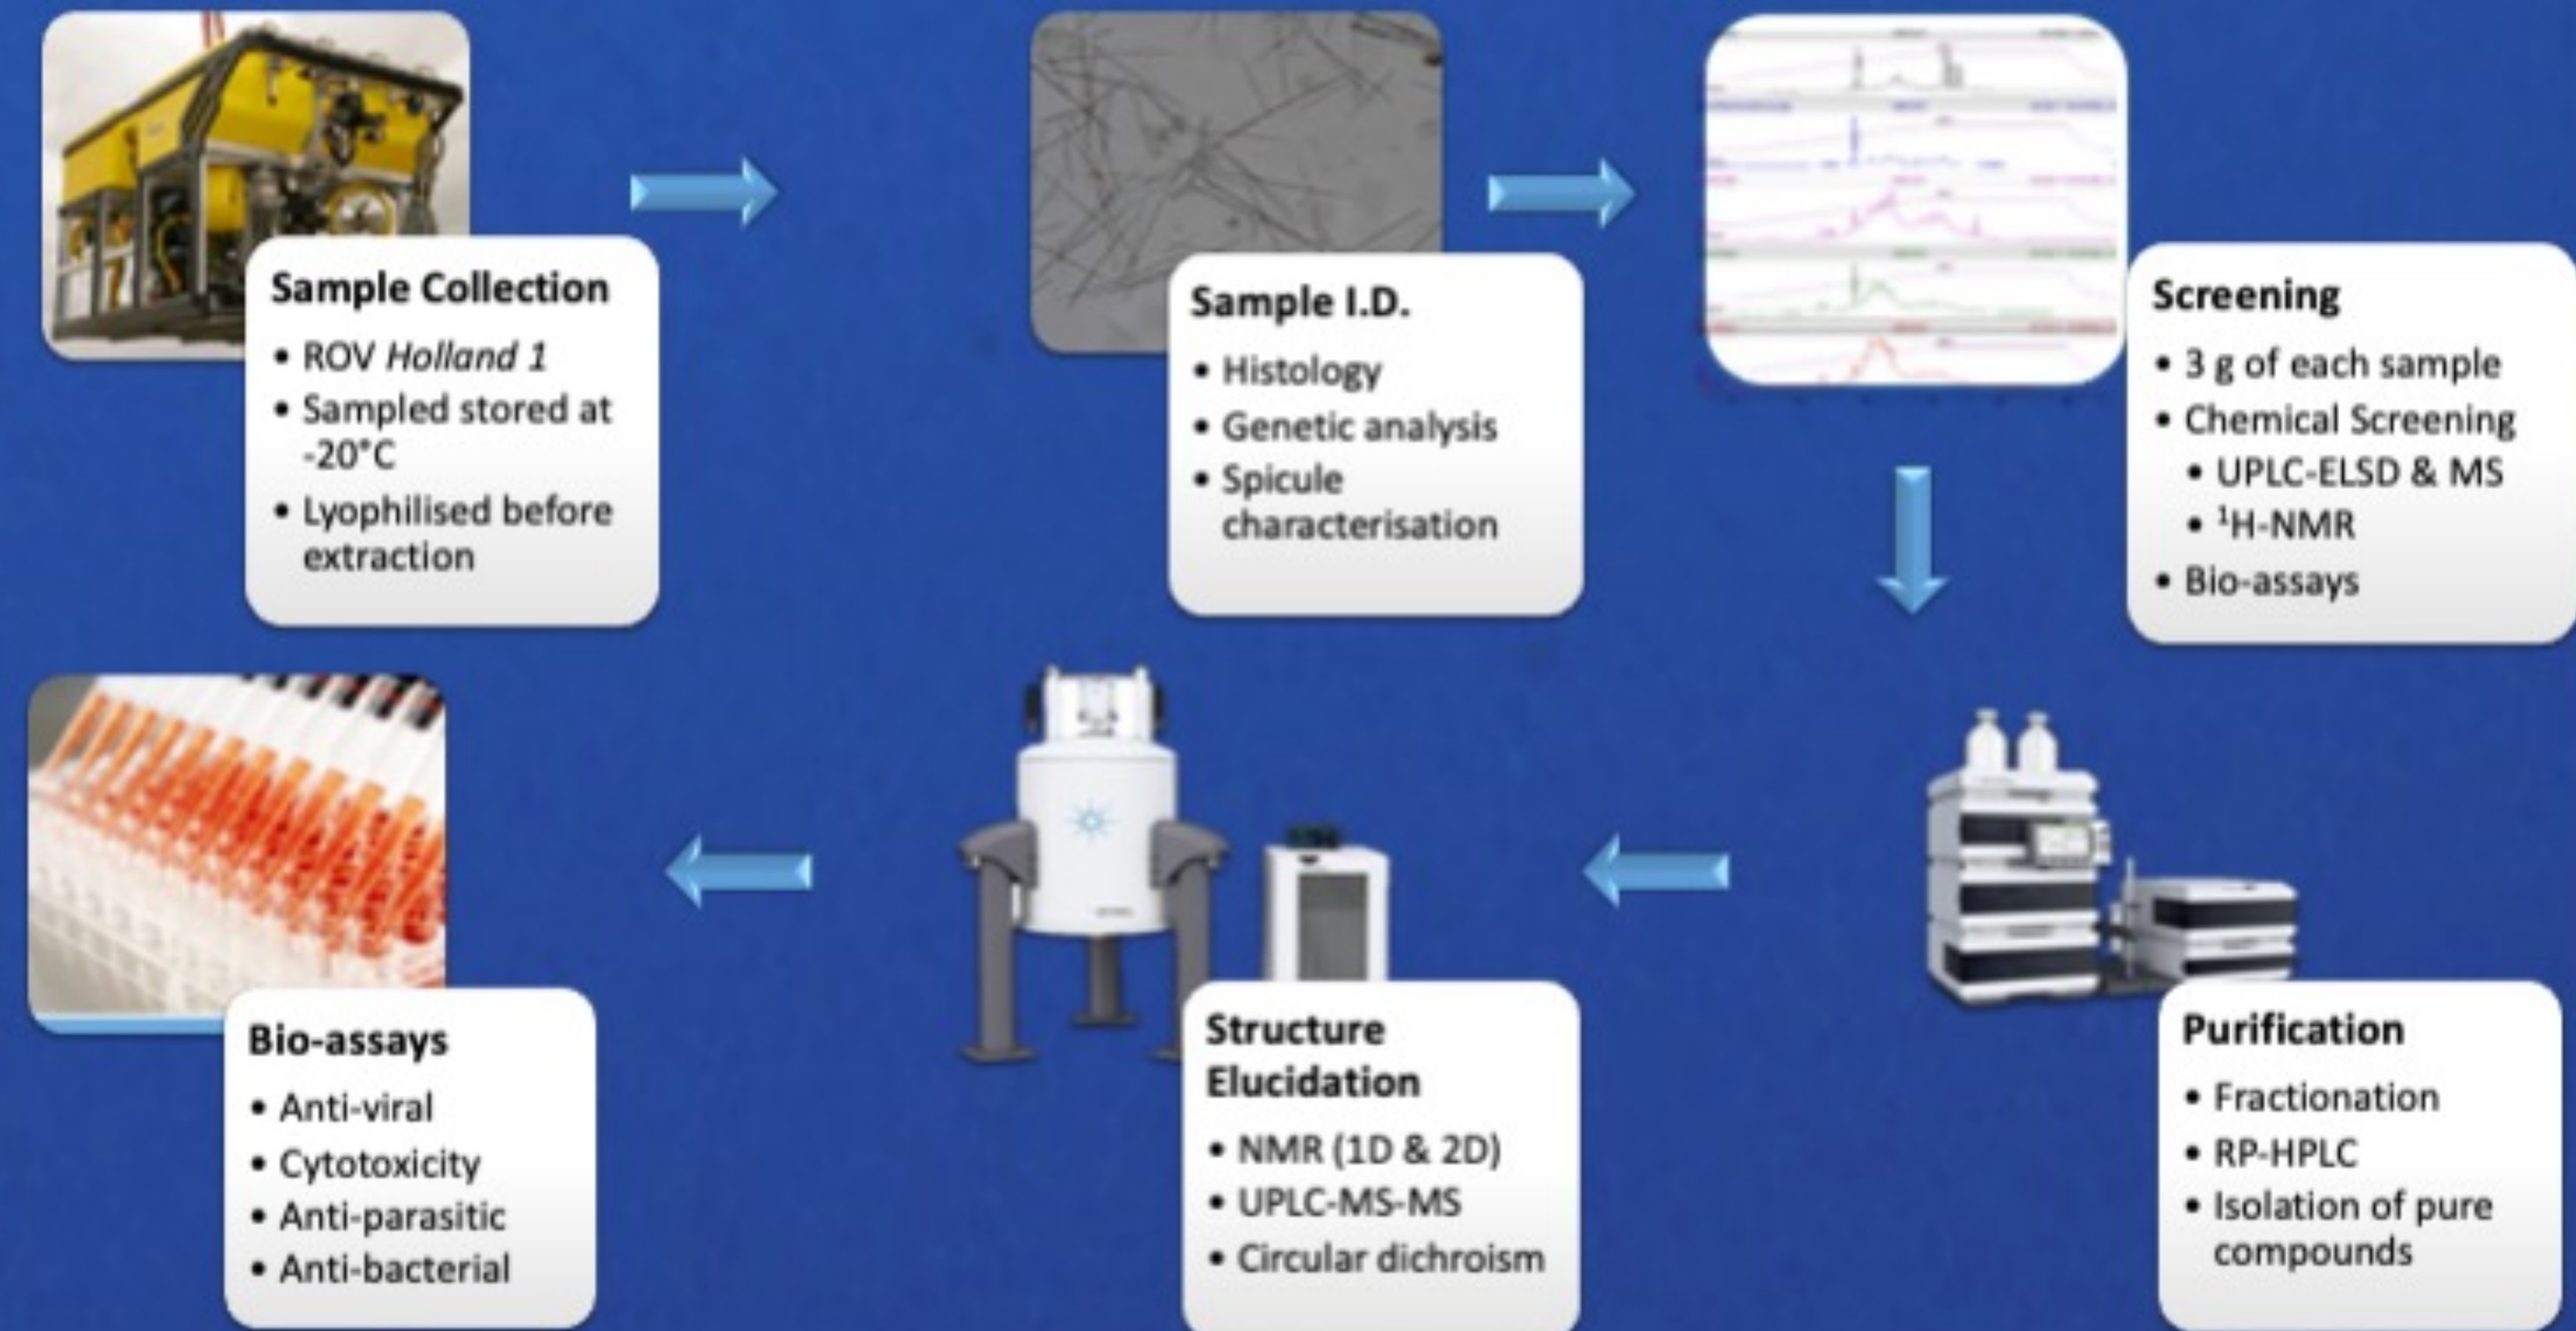 Sample Collection
• ROV Holland 1
• Sampled stored at
-20°C
• Lyophilised before
extraction
Sample I.D.
• Histology
• Genetic analysis
• Spicule
characterisation
Screening
• 3 g of each sample
• Chemical Screening
• UPLC-ELSD & MS
• ¹H-NMR
• Bio-assays
Purification
• Fractionation
• RP-HPLC
• Isolation of pure
compounds
Structure
Elucidation
• NMR (1D & 2D)
• UPLC-MS-MS
• Circular dichroism
Bio-assays
• Anti-viral
• Cytotoxicity
• Anti-parasitic
• Anti-bacterial